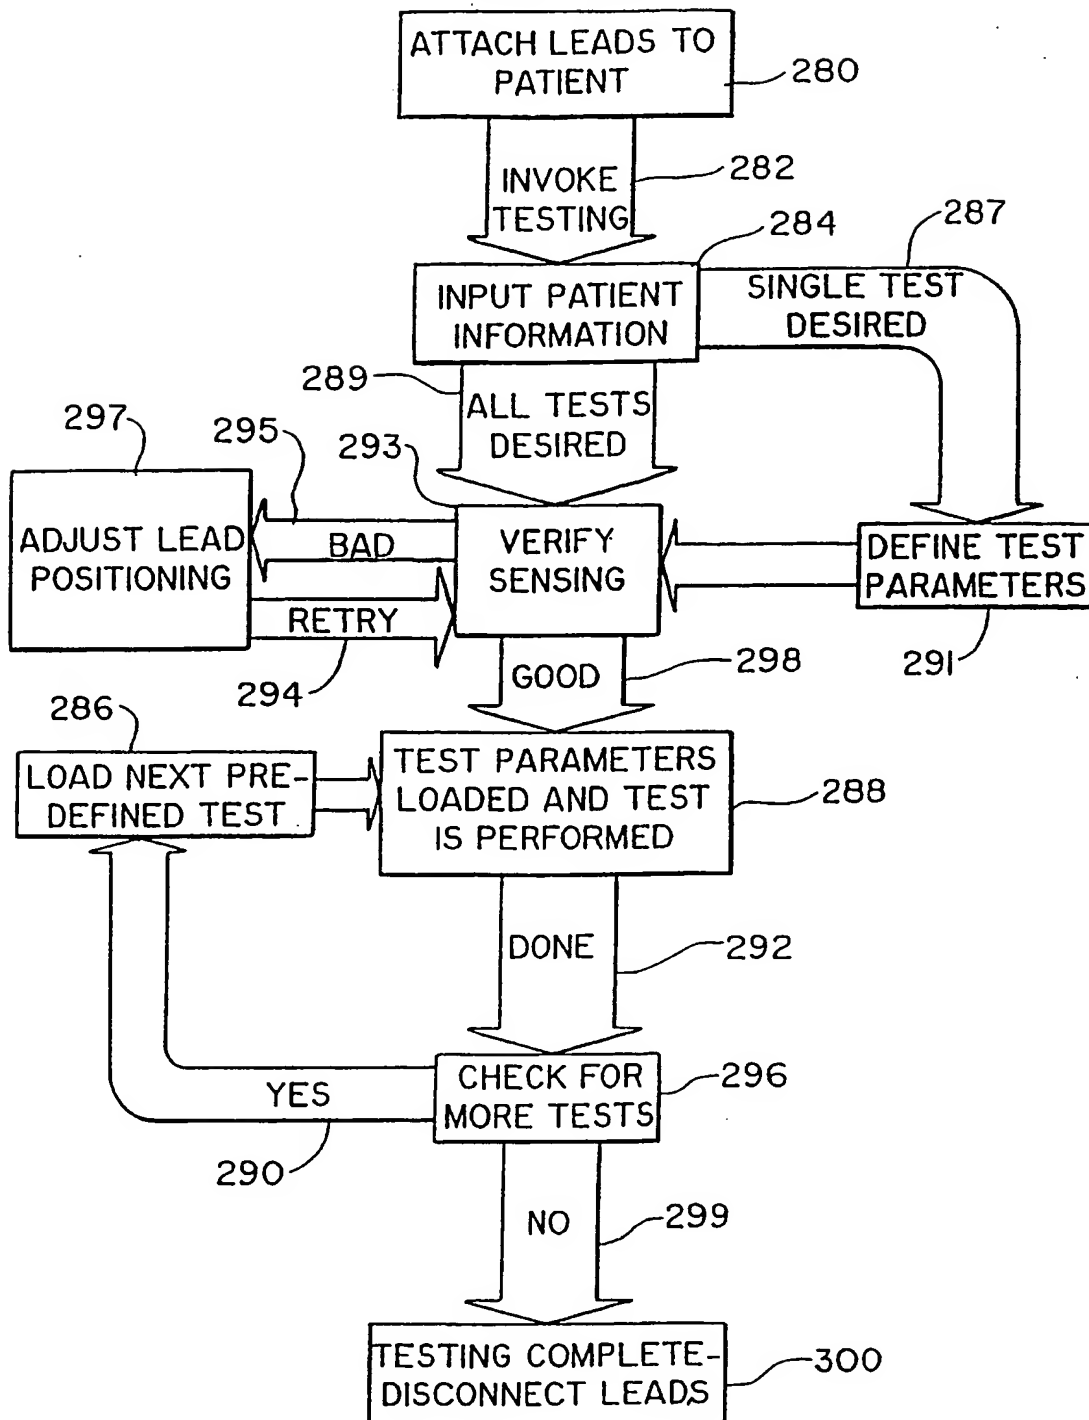 ATTACH LEADS TO
PATIENT
280
INVOKE
TESTING
282
284
287
INPUT PATIENT
INFORMATION
SINGLE TEST
DESIRED
289
ALL TESTS
DESIRED
297
295
293
ADJUST LEAD
POSITIONING
BAD
RETRY
294
VERIFY
SENSING
DEFINE TEST
PARAMETERS
291
GOOD
298
286
LOAD NEXT PRE-
DEFINED TEST
TEST PARAMETERS
LOADED AND TEST
IS PERFORMED
288
DONE
292
CHECK FOR
MORE TESTS
296
YES
290
NO
299
TESTING COMPLETE-
DISCONNECT LEADS
300